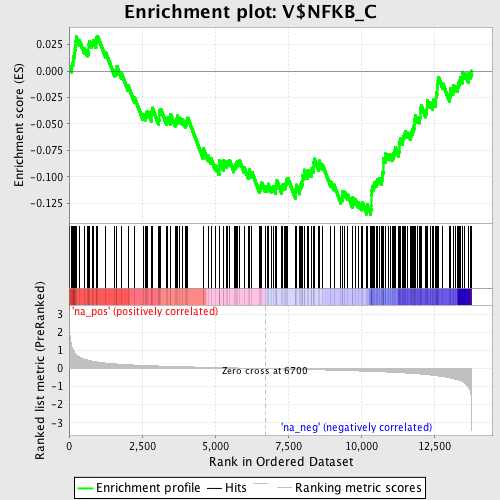 Enrichment plot: V$NFKB_C
Enrichment score (ES)
0.025
0.000
-0.025
-0.050
-0.075
-0.100
-0.125
Ranked list metric (PreRanked)
3
2
1
0
-1
-2
-3
'na_pos' (positively correlated)
Zero cross at 6700
'na_neg' (negatively correlated)
0
2,500
5,000
7,500
10,000
12,500
Rank in Ordered Dataset
Enrichment profile
Hits
Ranking metric scores